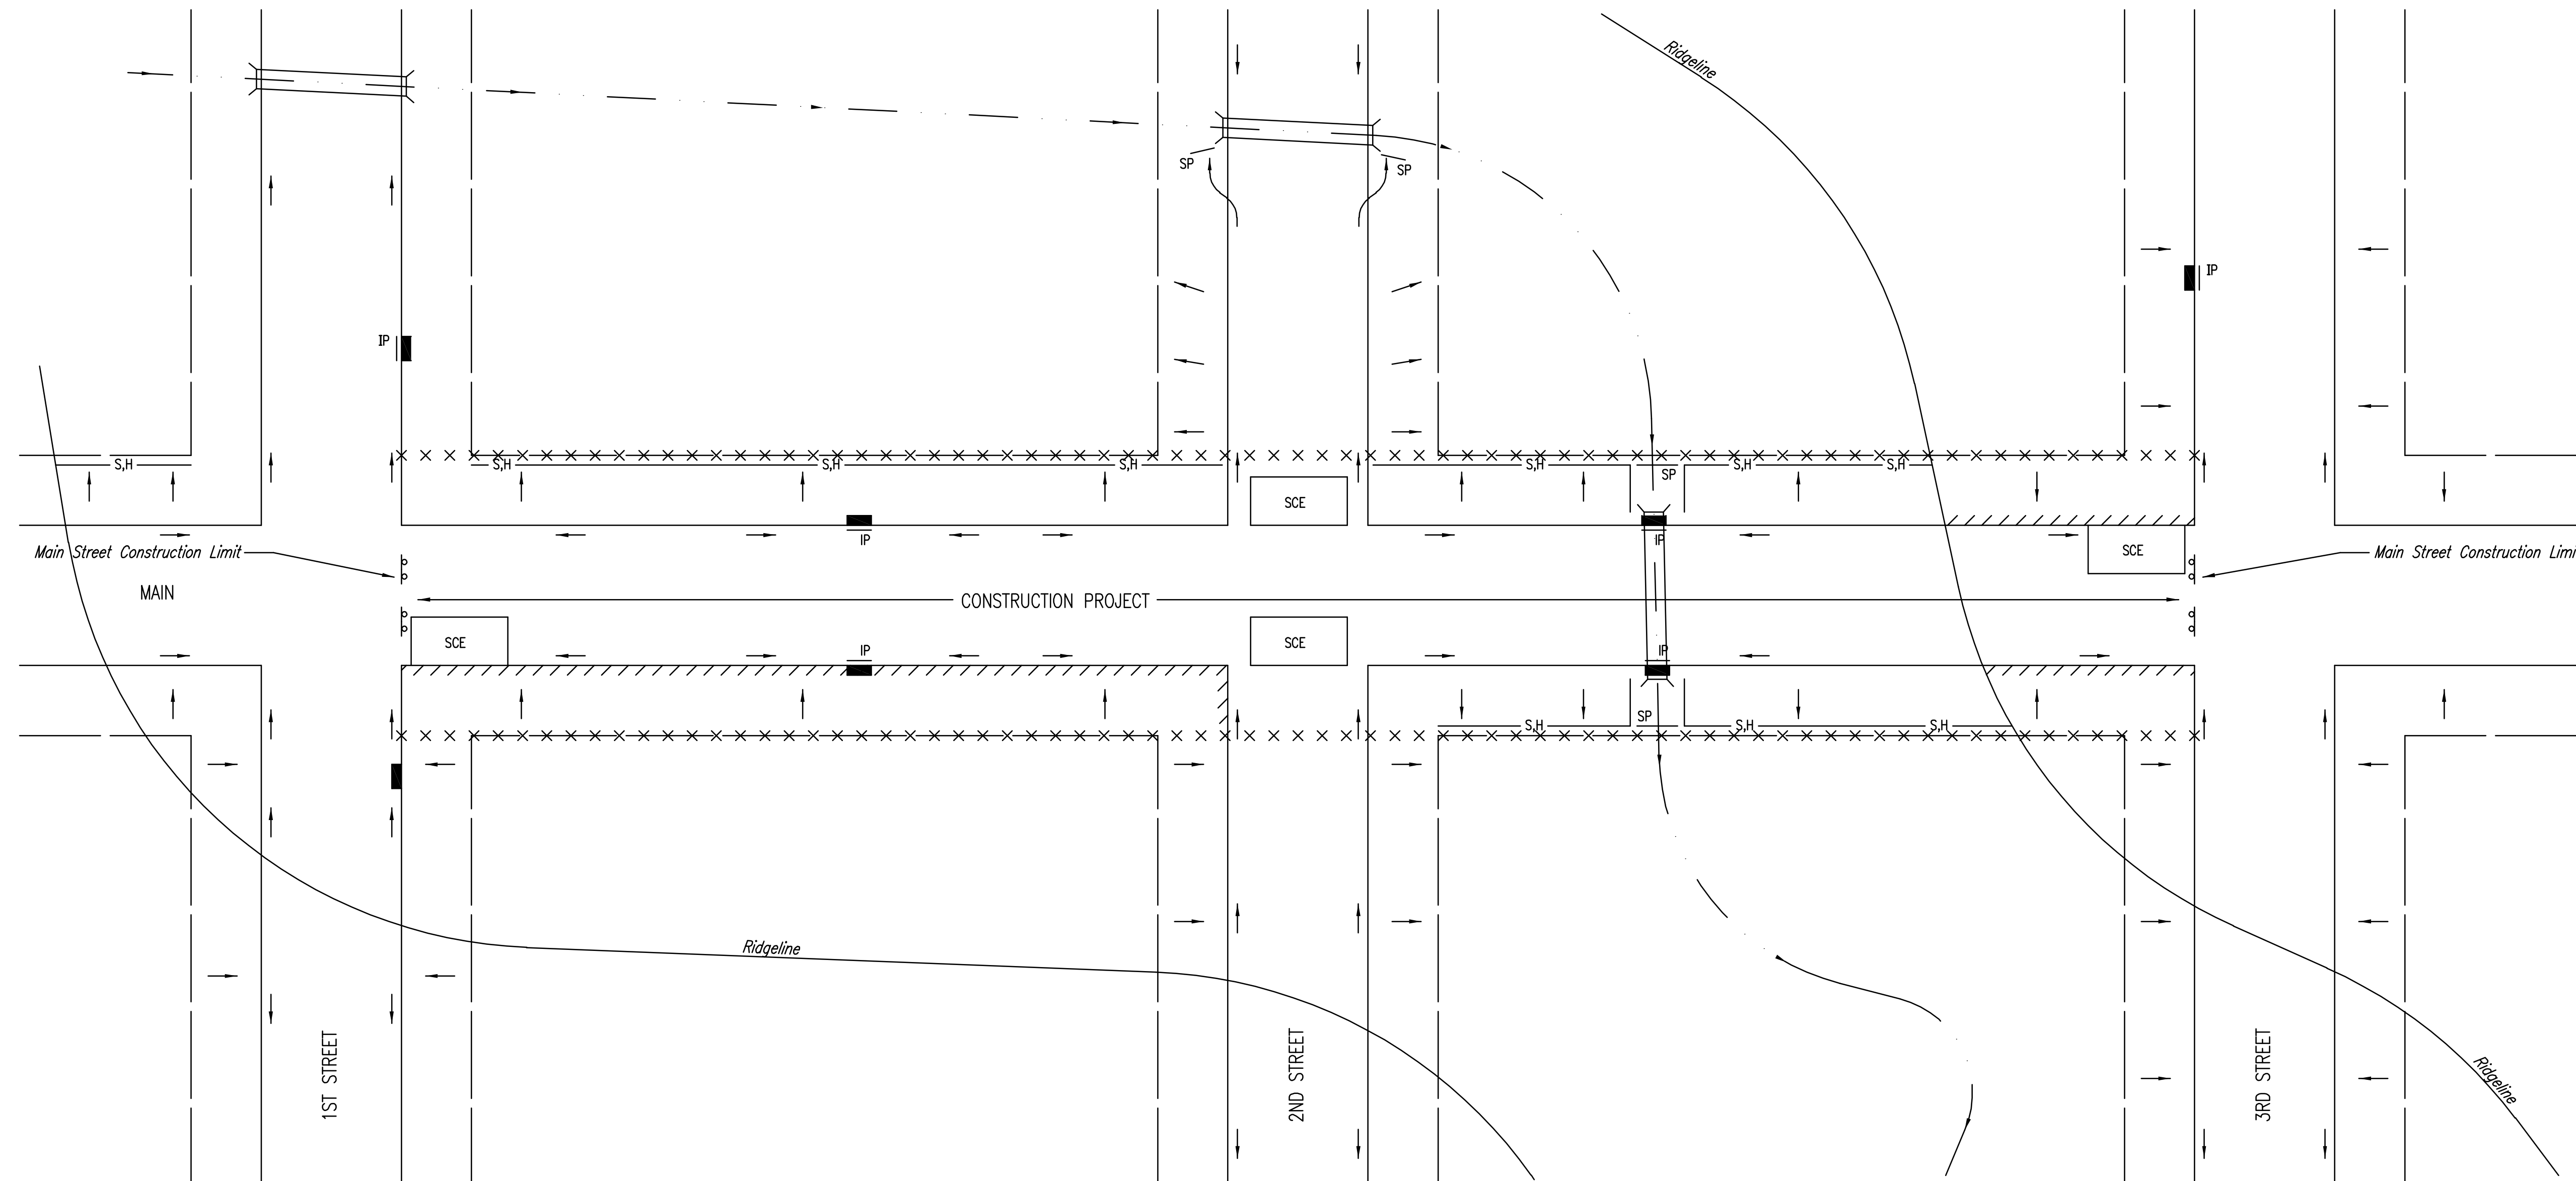 Ridgeline
SP
SP
IP
IP
S,H
S,H
S,H
S,H
S,H
SP
S,H
S,H
SCE
IP
IP
Main Street Construction Limit
SCE
Main Street Construction Limi
MAIN
CONSTRUCTION PROJECT
SCE
SCE
IP
IP
S,H
SP
S,H
S,H
Ridgeline
1ST STREET
2ND STREET
3RD STREET
Ridgeline